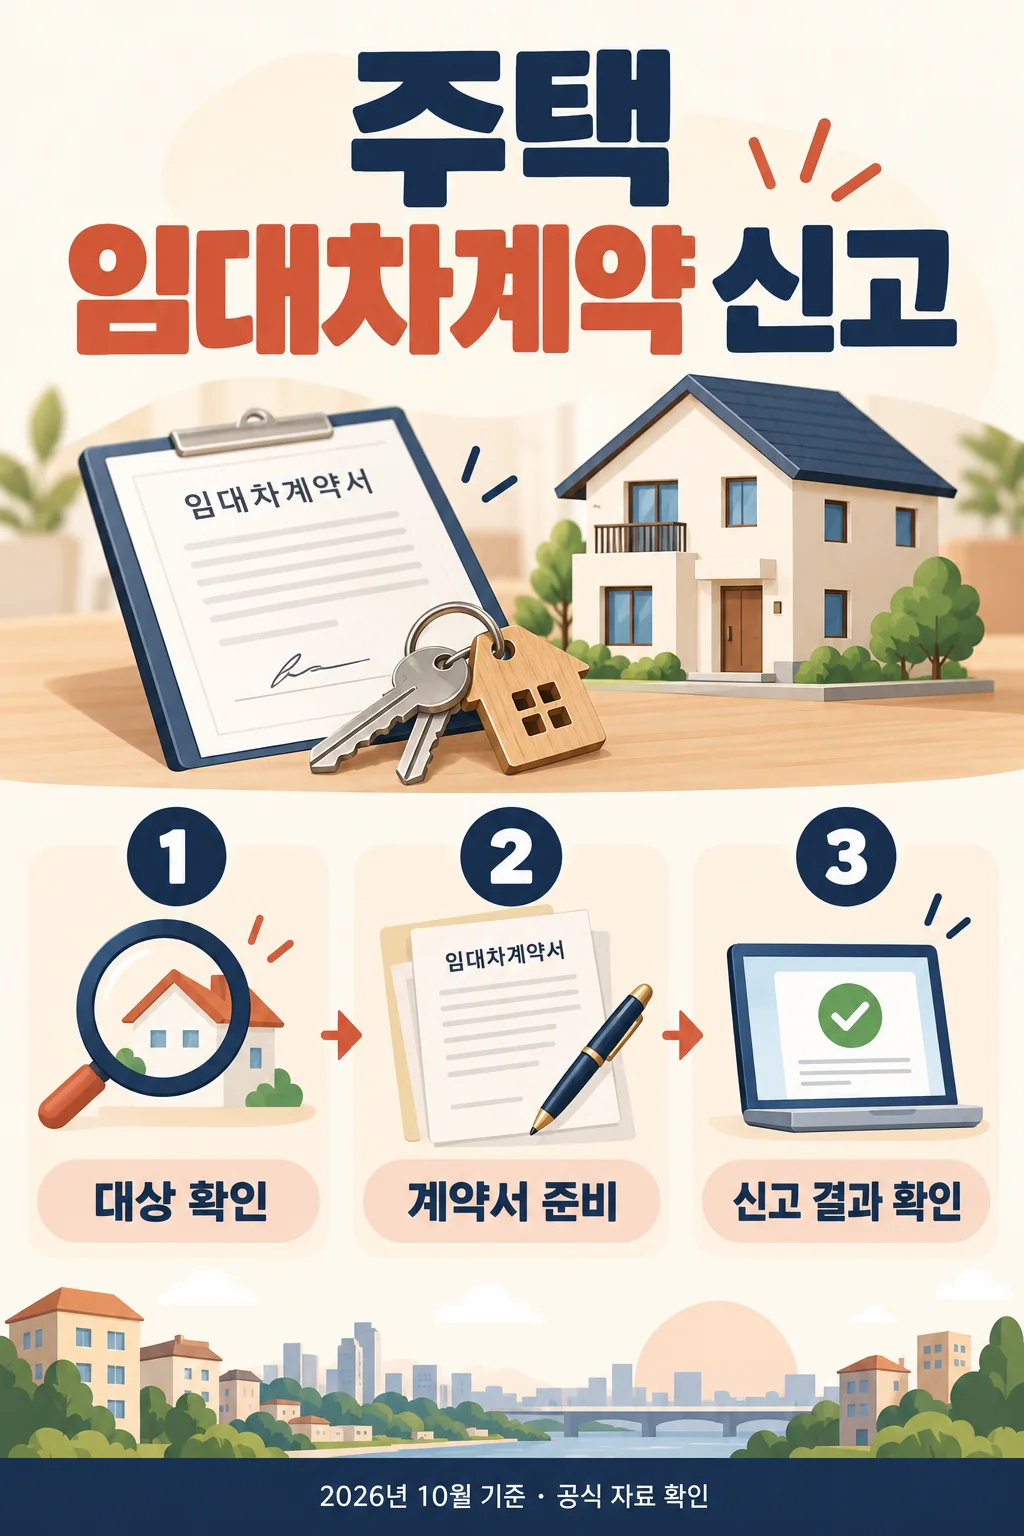 주택
임대차계약 신고
임대차계약서
1
2
3
임대차계약서
대상 확인
계약서 준비
신고 결과 확인
2026년 10월 기준 · 공식 자료 확인